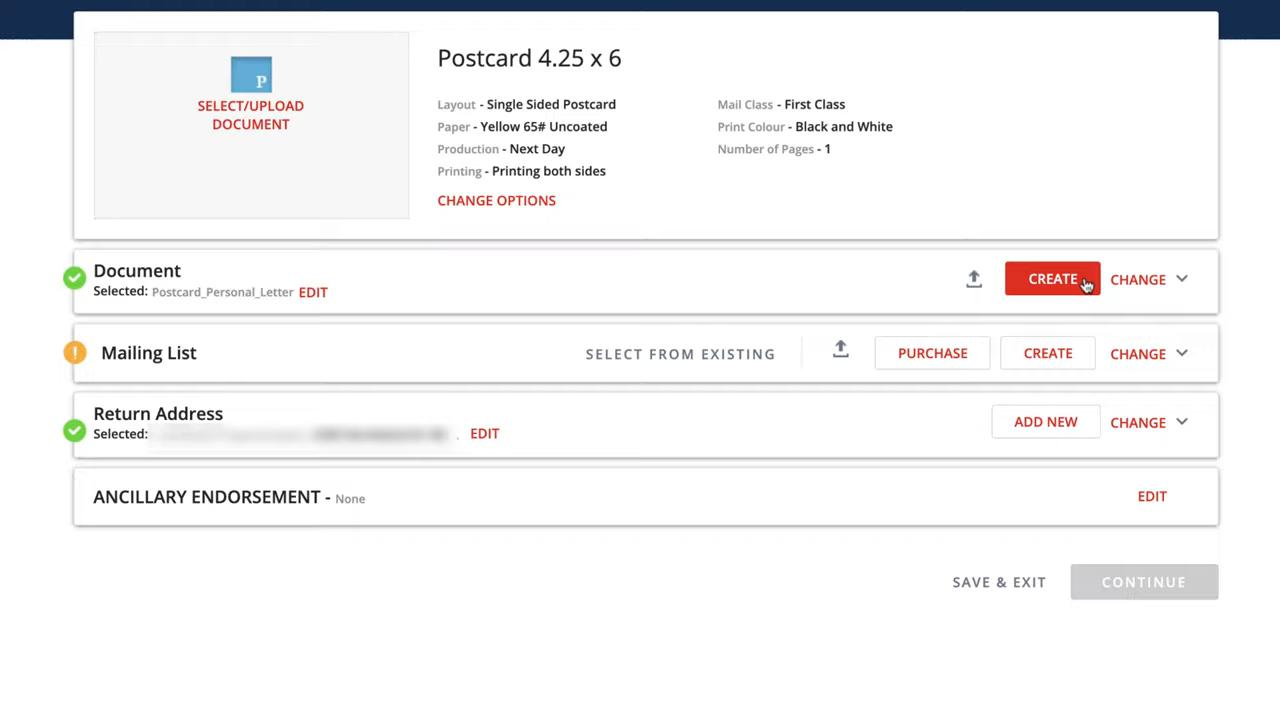 P
SELECT/UPLOAD
DOCUMENT
Postcard 4.25 x 6
Layout - Single Sided Postcard
Paper - Yellow 65# Uncoated
Production - Next Day
Printing - Printing both sides
Mail Class - First Class
Print Colour - Black and White
Number of Pages - 1
CHANGE OPTIONS
Document
Selected: Postcard_Personal_Letter EDIT
CREATE
CHANGE
Mailing List
SELECT FROM EXISTING
PURCHASE
CREATE
CHANGE
Return Address
Selected:
EDIT
ADD NEW
CHANGE
ANCILLARY ENDORSEMENT - None
EDIT
SAVE & EXIT
CONTINUE